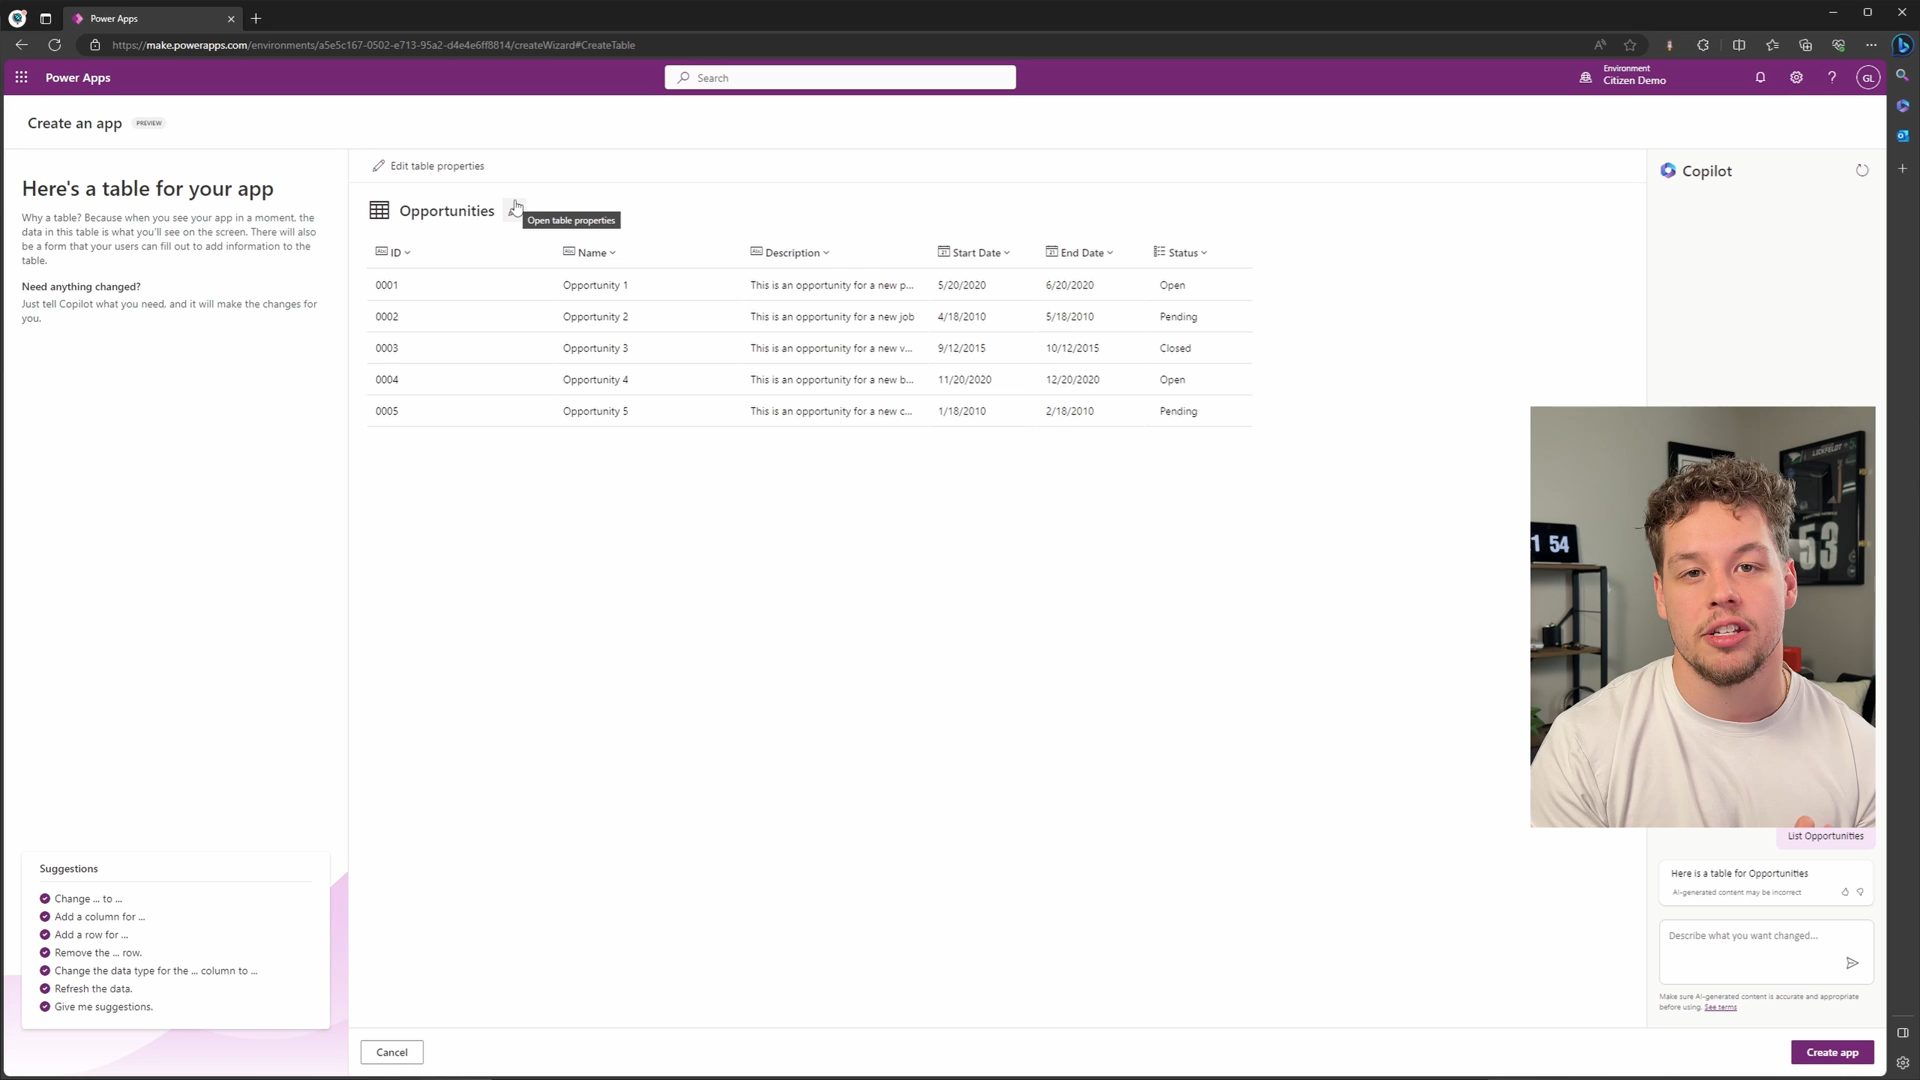 Power Apps
https://make.powerapps.com/environments/a5e5c167-0502-e713-95a2-d4e4e6ff8814/createWizard#CreateTable
Power Apps
Search
Environment
Citizen Demo
GL
Create an app PREVIEW
Here's a table for your app
Why a table? Because when you see your app in a moment, the
data in this table is what you'll see on the screen. There will also
be a form that your users can fill out to add information to the
table.
Need anything changed?
Just tell Copilot what you need, and it will make the changes for
you.
Edit table properties
Opportunities
Open table properties
ID Name Description Start Date End Date Status
0001 Opportunity 1 This is an opportunity for a new p... 5/20/2020 6/20/2020 Open
0002 Opportunity 2 This is an opportunity for a new job 4/18/2010 5/18/2010 Pending
0003 Opportunity 3 This is an opportunity for a new v... 9/12/2015 10/12/2015 Closed
0004 Opportunity 4 This is an opportunity for a new b... 11/20/2020 12/20/2020 Open
0005 Opportunity 5 This is an opportunity for a new c... 1/18/2010 2/18/2010 Pending
Copilot
1 54
53
List Opportunities
Here is a table for Opportunities
AI-generated content may be incorrect
Describe what you want changed...
Make sure AI-generated content is accurate and appropriate
before using. See terms
Suggestions
Change ... to ...
Add a column for ...
Add a row for ...
Remove the ... row.
Change the data type for the ... column to ...
Refresh the data.
Give me suggestions.
Cancel
Create app